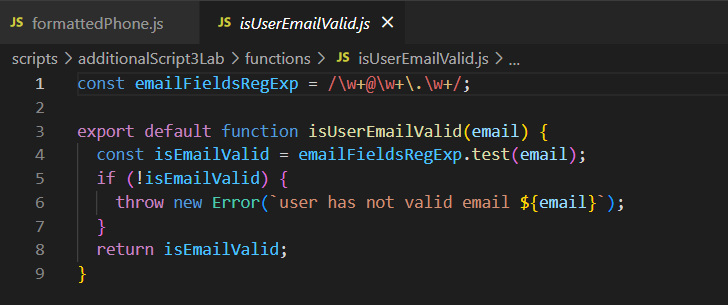 JS formattedPhone.js JS isUserEmailValid.js ×
scripts > additionalScript3Lab > functions > JS isUserEmailValid.js > ...
1 const emailFieldsRegExp = /\w+@\w+\.\w+/;
2
3 export default function isUserEmailValid(email) {
4   const isEmailValid = emailFieldsRegExp.test(email);
5   if (!isEmailValid) {
6     throw new Error(`user has not valid email ${email}`);
7   }
8   return isEmailValid;
9 }